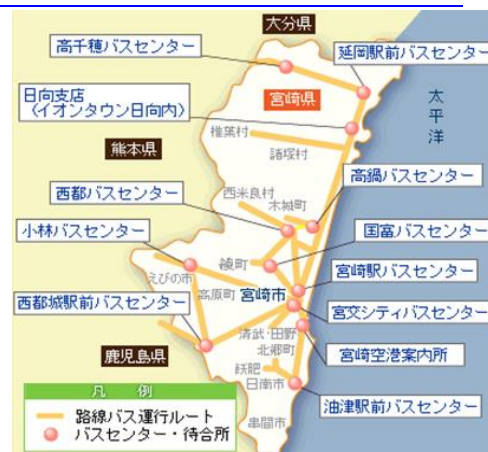 大分県
高千穂バスセンター
延岡駅前バスセンター
日向支店
(イオンタウン日向内)
宮崎県
太平洋
椎葉村
諸塚村
熊本県
西都バスセンター
西米良村
木城町
高鍋バスセンター
小林バスセンター
国富バスセンター
綾町
えびの市
高原町
宮崎市
宮崎駅バスセンター
西都城駅前バスセンター
宮交シティバスセンター
清武・田野
北郷町
宮崎空港案内所
鹿児島県
飫肥
日南市
油津駅前バスセンター
串間市
凡 例
路線バス運行ルート
バスセンター・待合所